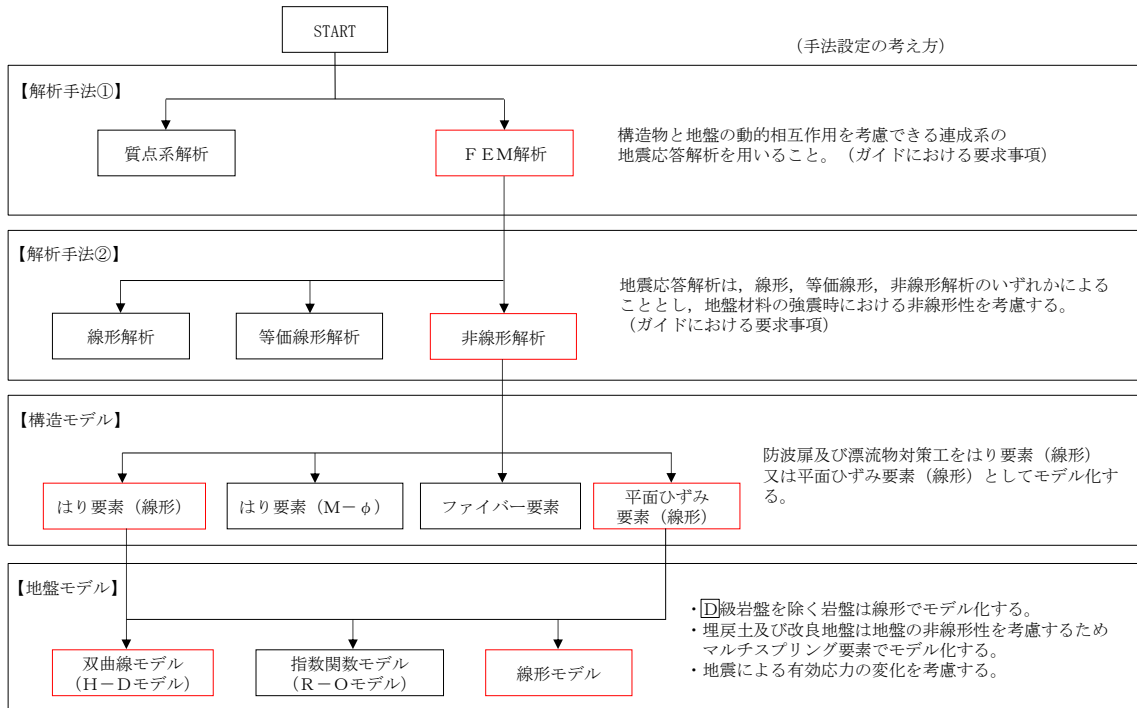 START
(手法設定の考え方)
【解析手法①】
質点系解析
FEM解析
構造物と地盤の動的相互作用を考慮できる連成系の
地震応答解析を用いること。(ガイドにおける要求事項)
【解析手法②】
線形解析
等価線形解析
非線形解析
地震応答解析は,線形,等価線形,非線形解析のいずれかによる
こととし,地盤材料の強震時における非線形性を考慮する。
(ガイドにおける要求事項)
【構造モデル】
はり要素(線形)
はり要素(M-φ)
ファイバー要素
平面ひずみ
要素(線形)
防波扉及び漂流物対策工をはり要素(線形)
又は平面ひずみ要素(線形)としてモデル化す
る。
【地盤モデル】
双曲線モデル
(H-Dモデル)
指数関数モデル
(R-Oモデル)
線形モデル
・D級岩盤を除く岩盤は線形でモデル化する。
・埋戻土及び改良地盤は地盤の非線形性を考慮するため
マルチスプリング要素でモデル化する。
・地震による有効応力の変化を考慮する。